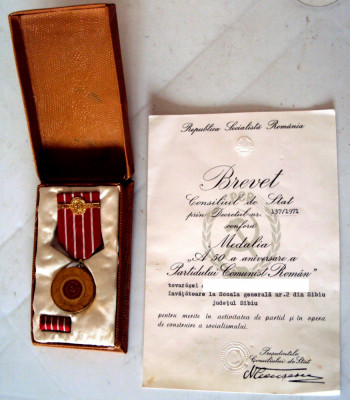 Republica Socialistă România
Brevet
Consiliul de Stat
prin Decretul nr. 137/1971
conferă
Medalia
„A 50-a aniversare a
Partidului Comunist Român"
tovarășei
învățătoare la Scoala generală nr.2 din Sibiu
județul Sibiu
pentru merite în activitatea de partid și în opera
de construire a socialismului.
Președintele
Consiliului de Stat